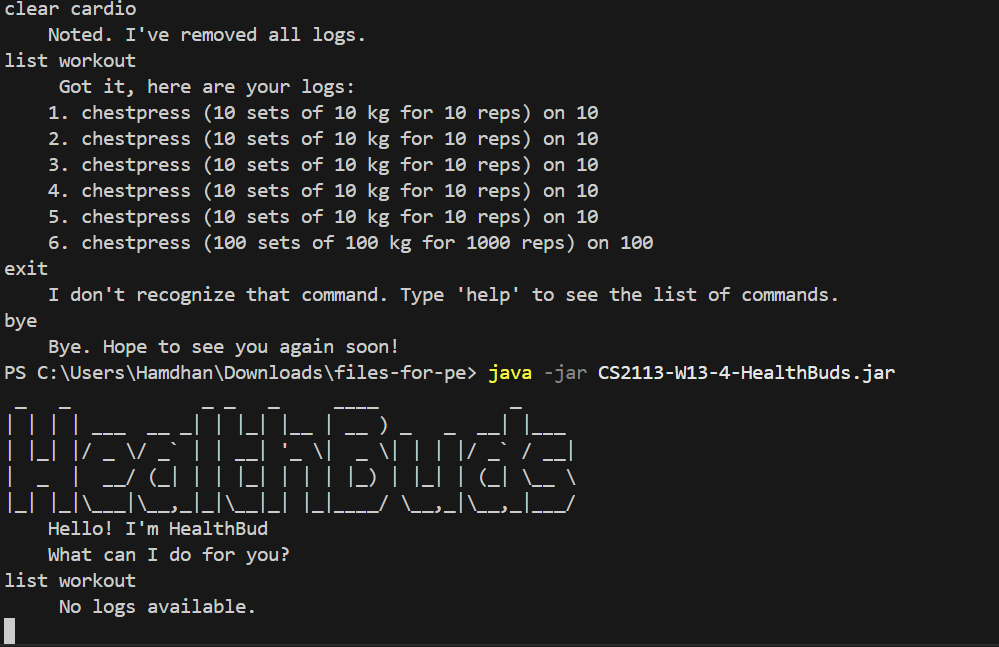 clear cardio
    Noted. I've removed all logs.
list workout
     Got it, here are your logs:
    1. chestpress (10 sets of 10 kg for 10 reps) on 10
    2. chestpress (10 sets of 10 kg for 10 reps) on 10
    3. chestpress (10 sets of 10 kg for 10 reps) on 10
    4. chestpress (10 sets of 10 kg for 10 reps) on 10
    5. chestpress (10 sets of 10 kg for 10 reps) on 10
    6. chestpress (100 sets of 100 kg for 1000 reps) on 100
exit
    I don't recognize that command. Type 'help' to see the list of commands.
bye
    Bye. Hope to see you again soon!
PS C:\Users\Hamdhan\Downloads\files-for-pe> java -jar CS2113-W13-4-HealthBuds.jar
HealthBuds
    Hello! I'm HealthBud
    What can I do for you?
list workout
     No logs available.